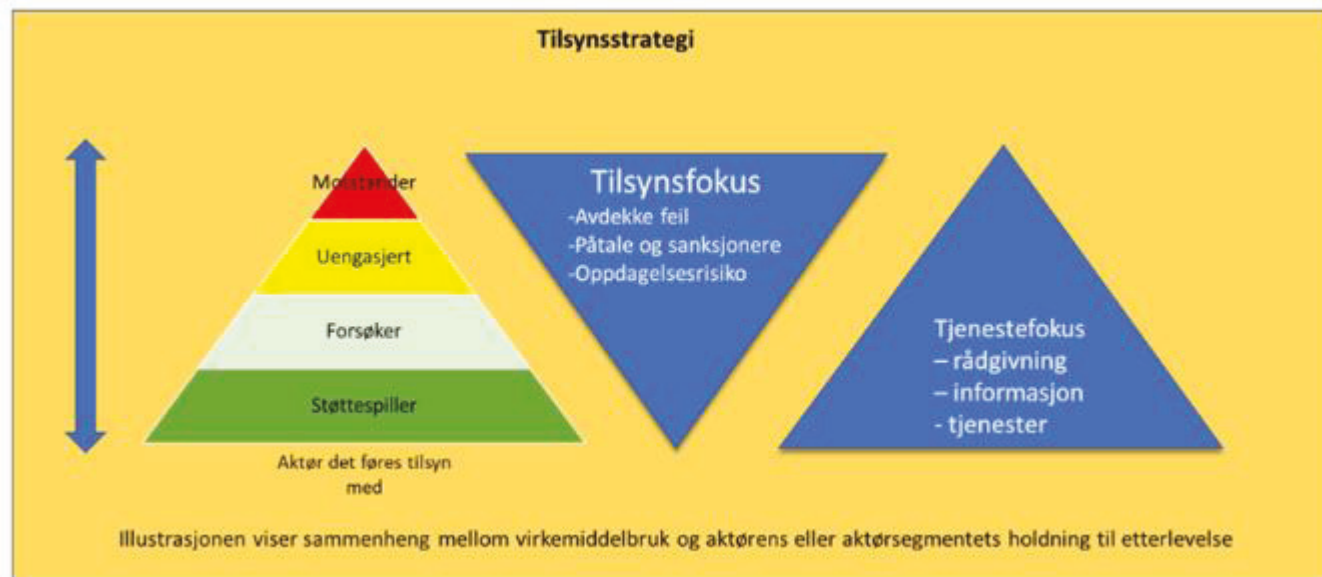 Tilsynsstrategi
Motstander
Uengasjert
Forsøker
Støttespiller
Aktør det føres tilsyn
med
Tilsynsfokus
-Avdekke feil
-Påtale og sanksjonere
-Oppdagelsesrisiko
Tjenestefokus
– rådgivning
– informasjon
- tjenester
Illustrasjonen viser sammenheng mellom virkemiddelbruk og aktørens eller aktørsegmentets holdning til etterlevelse